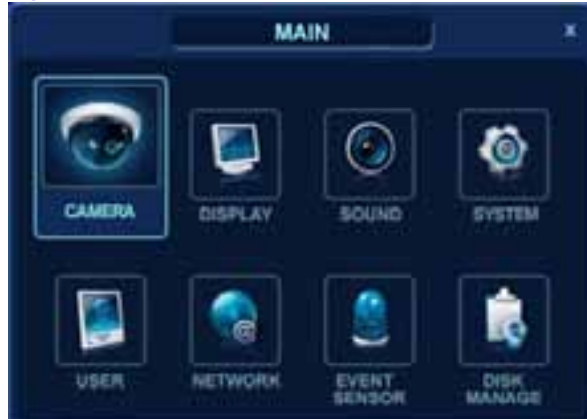 MAIN
X
CAMERA
DISPLAY
SOUND
SYSTEM
USER
NETWORK
EVENT
SENSOR
DISK
MANAGE